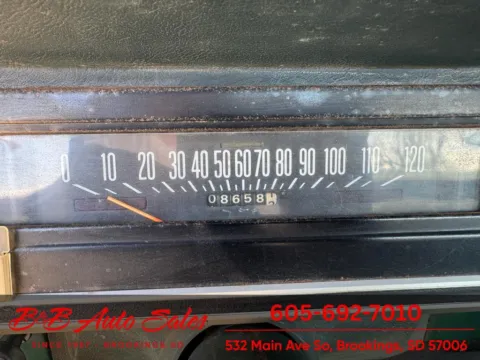 0 10 20 30 40 50 60 70 80 90 100 110 120
08658
B&B Auto Sales
605-692-7010
532 Main Ave So, Brookings, SD 57006